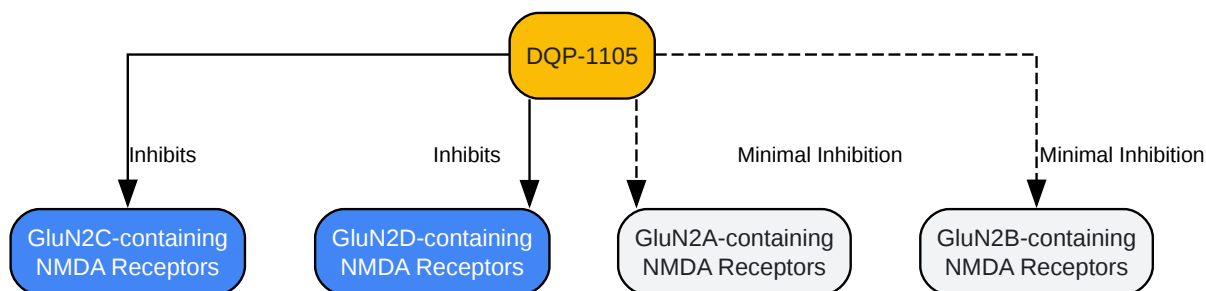 DQP-1105
Inhibits
Inhibits
Minimal Inhibition
Minimal Inhibition
GluN2C-containing
NMDA Receptors
GluN2D-containing
NMDA Receptors
GluN2A-containing
NMDA Receptors
GluN2B-containing
NMDA Receptors